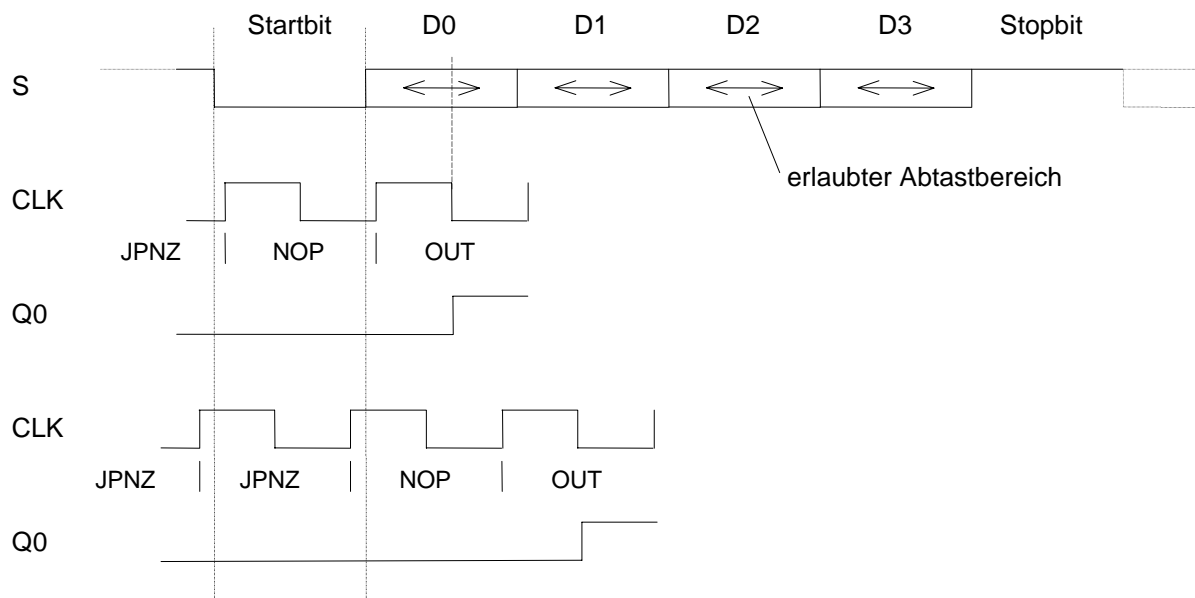 Startbit D0 D1 D2 D3 Stopbit
S
erlaubter Abtastbereich
CLK
JPNZ NOP OUT
Q0
CLK
JPNZ JPNZ NOP OUT
Q0